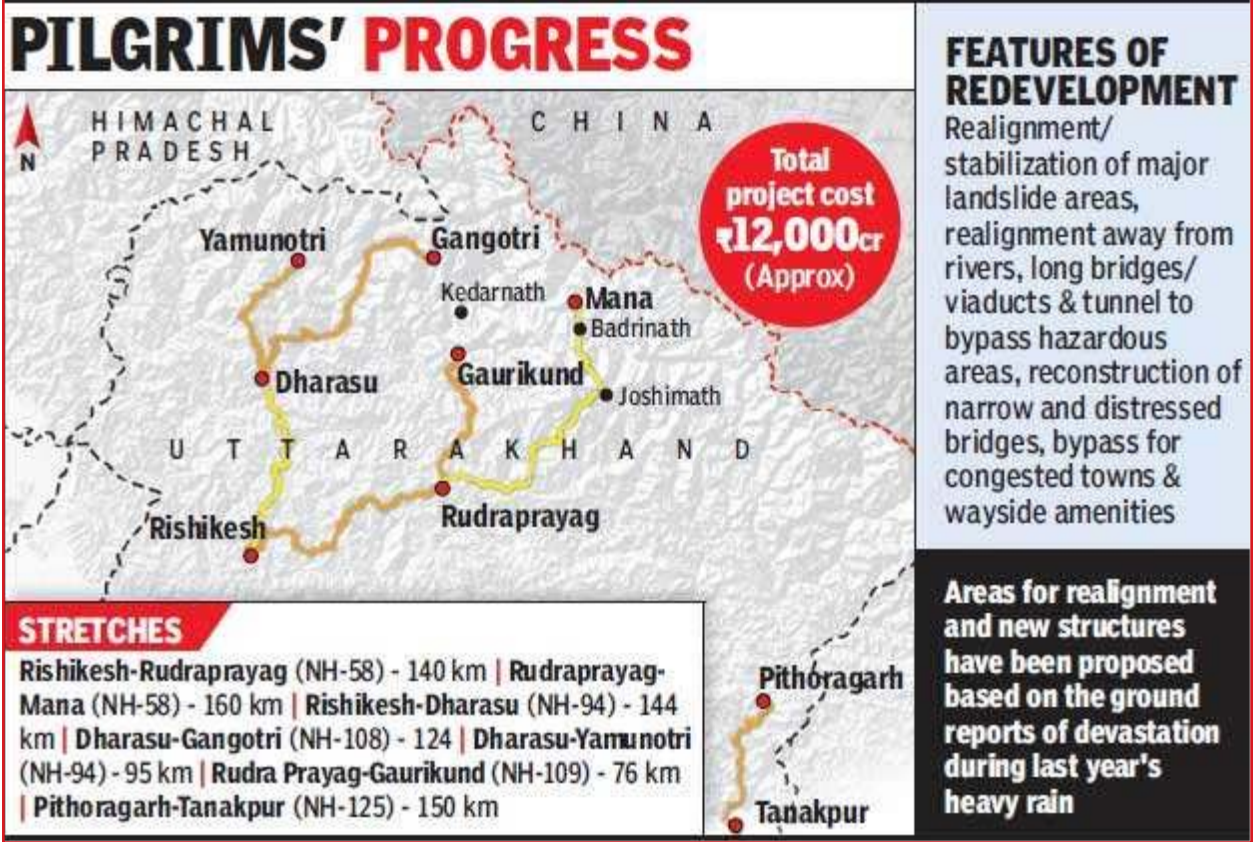 PILGRIMS' PROGRESS
N
HIMACHAL
PRADESH
CHINA
Total
project cost
₹12,000cr
(Approx)
Yamunotri
Gangotri
Kedarnath
Mana
Badrinath
Gaurikund
Dharasu
Joshimath
UTTARAKHAND
Rishikesh
Rudraprayag
Pithoragarh
Tanakpur
STRETCHES
Rishikesh-Rudraprayag (NH-58) - 140 km | Rudraprayag-
Mana (NH-58) - 160 km | Rishikesh-Dharasu (NH-94) - 144
km | Dharasu-Gangotri (NH-108) - 124 | Dharasu-Yamunotri
(NH-94) - 95 km | Rudra Prayag-Gaurikund (NH-109) - 76 km
| Pithoragarh-Tanakpur (NH-125) - 150 km
FEATURES OF
REDEVELOPMENT
Realignment/
stabilization of major
landslide areas,
realignment away from
rivers, long bridges/
viaducts & tunnel to
bypass hazardous
areas, reconstruction of
narrow and distressed
bridges, bypass for
congested towns &
wayside amenities
Areas for realignment
and new structures
have been proposed
based on the ground
reports of devastation
during last year's
heavy rain